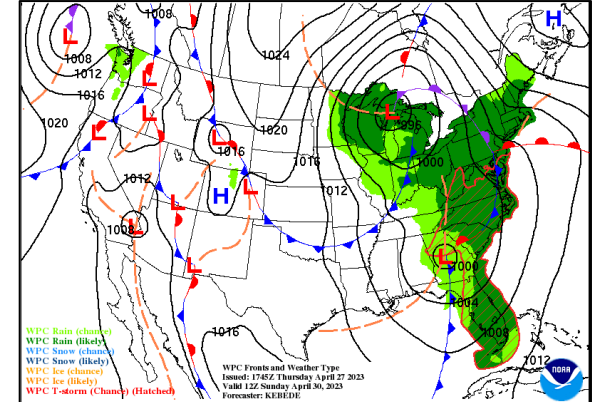 1008
H
L
1008
1024
1012
L
1016
L
L
996
L
1020
L
1020
L
1016
1016
1000
1012
1012
L
H
L
1008
L
L
L
1000
1004
WPC Rain (chance)
WPC Rain (likely)
WPC Snow (chance)
WPC Snow (likely)
WPC Ice (chance)
WPC Ice (likely)
WPC T-storm (Chance) (Hatched)
1016
1008
1012
WPC Fronts and Weather Type
Issued: 1745Z Thursday April 27 2023
Valid 12Z Sunday April 30, 2023
Forecaster: KEBEDE
NOAA